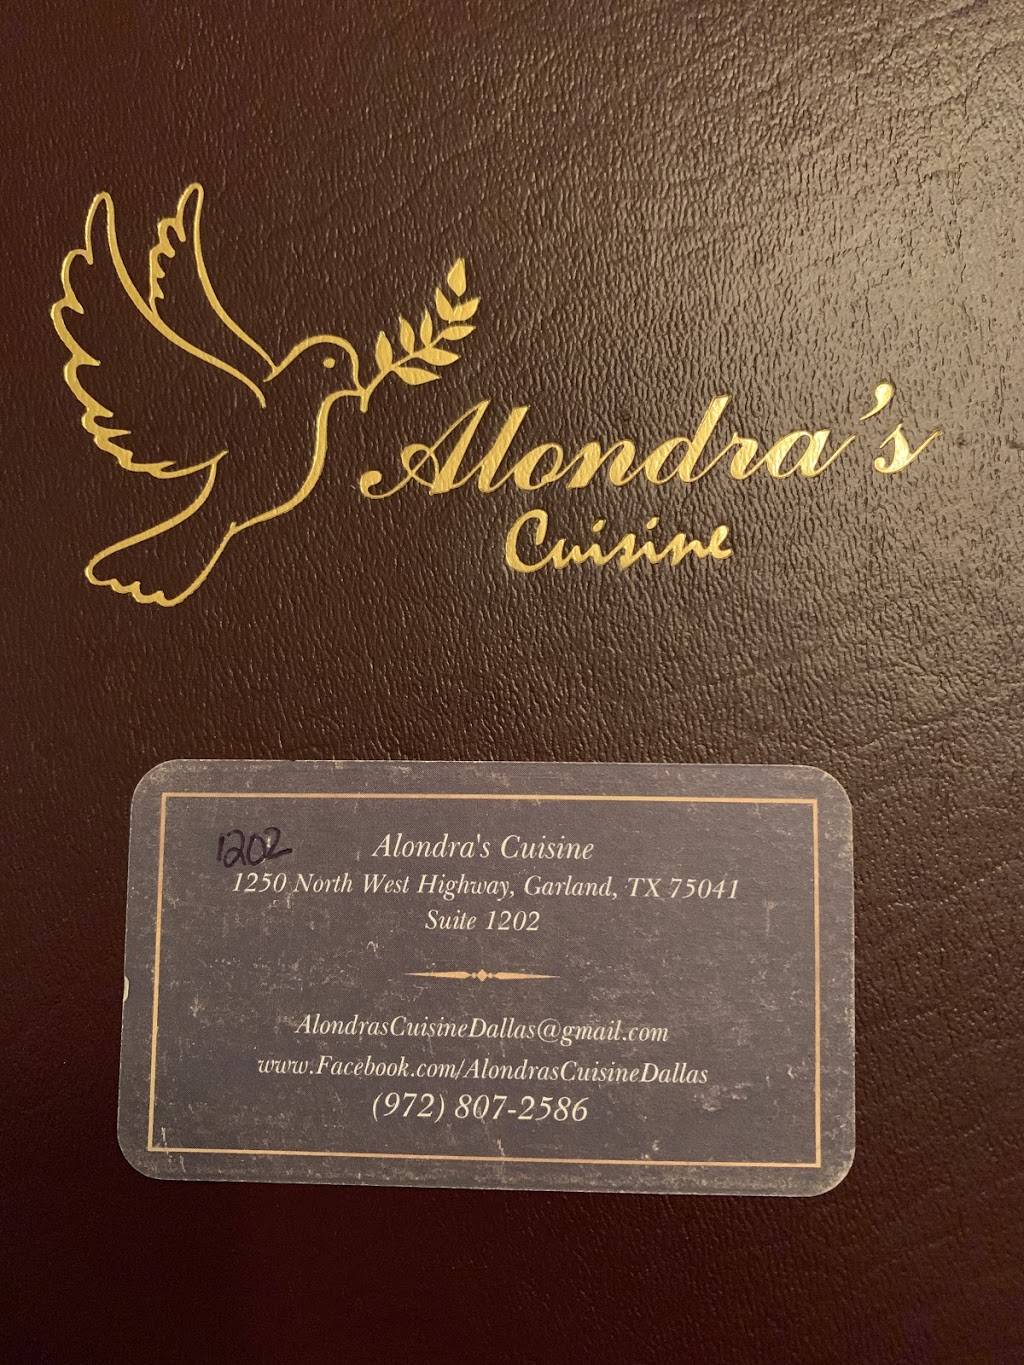 Alondra's
Cuisine
1202
Alondra's Cuisine
1250 North West Highway, Garland, TX 75041
Suite 1202
AlondrasCuisineDallas@gmail.com
www.Facebook.com/AlondrasCuisineDallas
(972) 807-2586